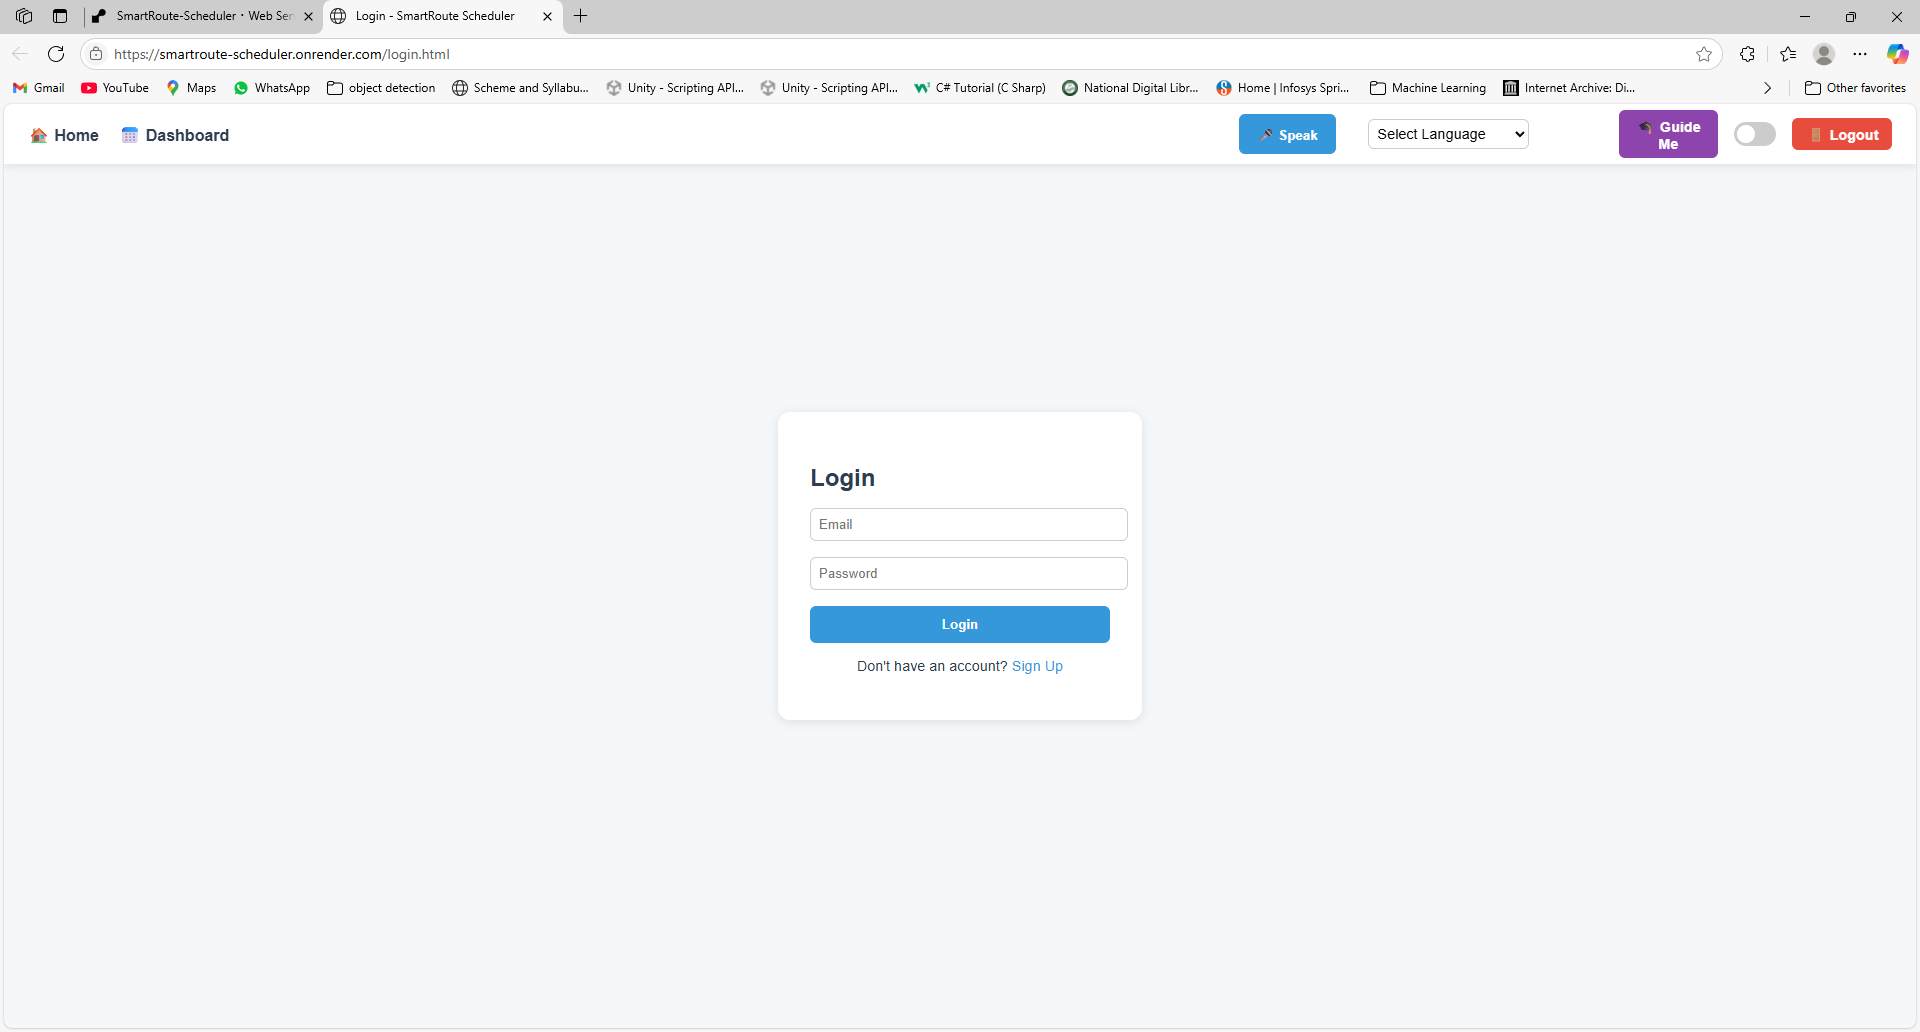 SmartRoute-Scheduler · Web Ser
Login - SmartRoute Scheduler
https://smartroute-scheduler.onrender.com/login.html
Gmail YouTube Maps WhatsApp object detection Scheme and Syllabu... Unity - Scripting API... Unity - Scripting API... C# Tutorial (C Sharp) National Digital Libr... Home | Infosys Spri... Machine Learning Internet Archive: Di... Other favorites
Home Dashboard Speak Select Language Guide
Me
Logout
Login
Email
Password
Login
Don't have an account? Sign Up